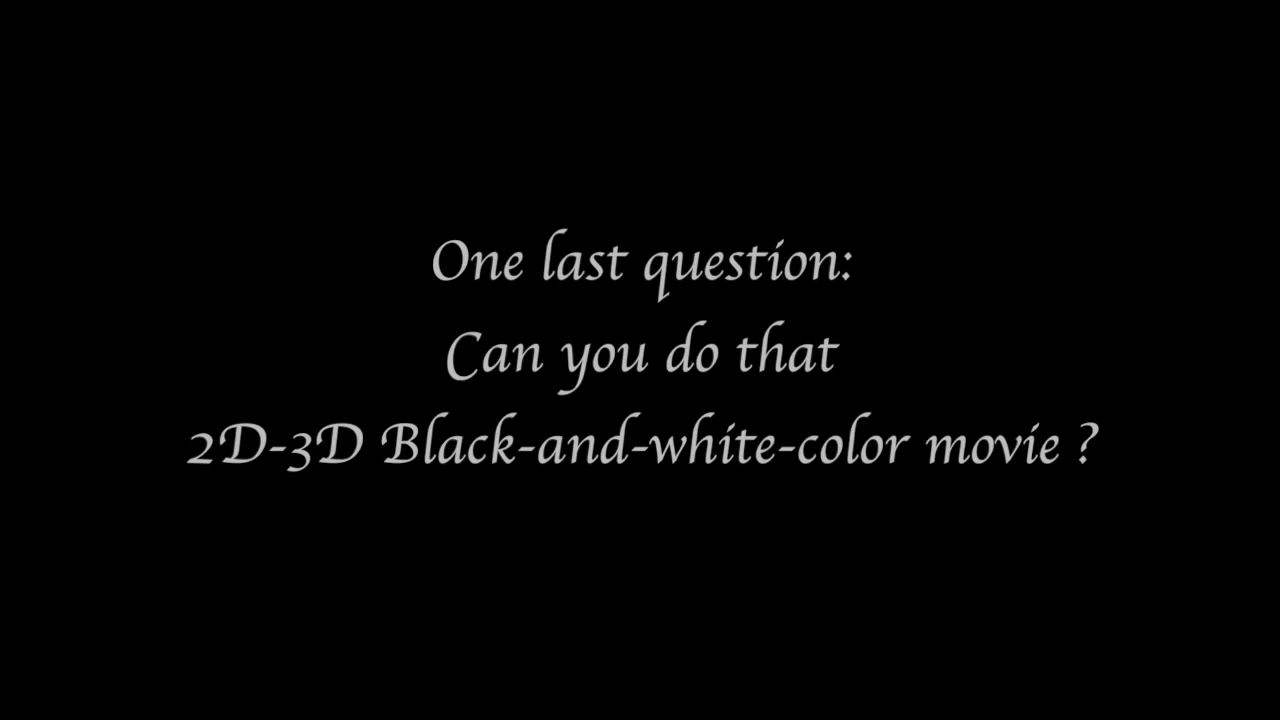 One last question:
Can you do that
2D-3D Black-and-white-color movie ?